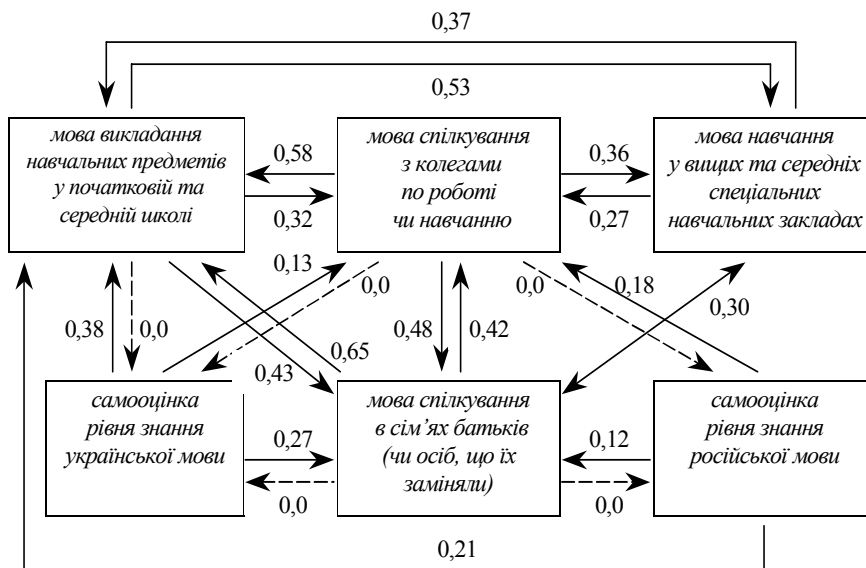 0,37
0,53
мова викладання
навчальних предметів
у початковій та
середній школі
0,58
0,32
мова спілкування
з колегами
по роботі
чи навчанню
0,36
0,27
мова навчання
у вищих та середніх
спеціальних
навчальних закладах
0,38
0,0
0,13
0,43
0,65
0,0
0,48
0,42
0,0
0,18
0,30
самооцінка
рівня знання
української мови
0,27
0,0
мова спілкування
в сім’ях батьків
(чи осіб, що їх
заміняли)
0,12
0,0
самооцінка
рівня знання
російської мови
0,21